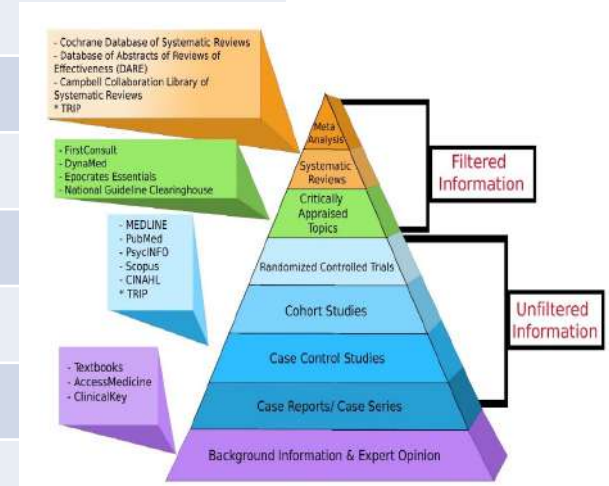 - Cochrane Database of Systematic Reviews
- Database of Abstracts of Reviews of
Effectiveness (DARE)
- Campbell Collaboration Library of
Systematic Reviews
* TRIP
- FirstConsult
- DynaMed
- Epocrates Essentials
- National Guideline Clearinghouse
- MEDLINE
- PubMed
- PsycINFO
- Scopus
- CINAHL
* TRIP
- Textbooks
- AccessMedicine
- ClinicalKey
Meta
Analysis
Systematic
Reviews
Critically
Appraised
Topics
Randomized Controlled Trials
Cohort Studies
Case Control Studies
Case Reports/ Case Series
Background Information & Expert Opinion
Filtered
Information
Unfiltered
Information